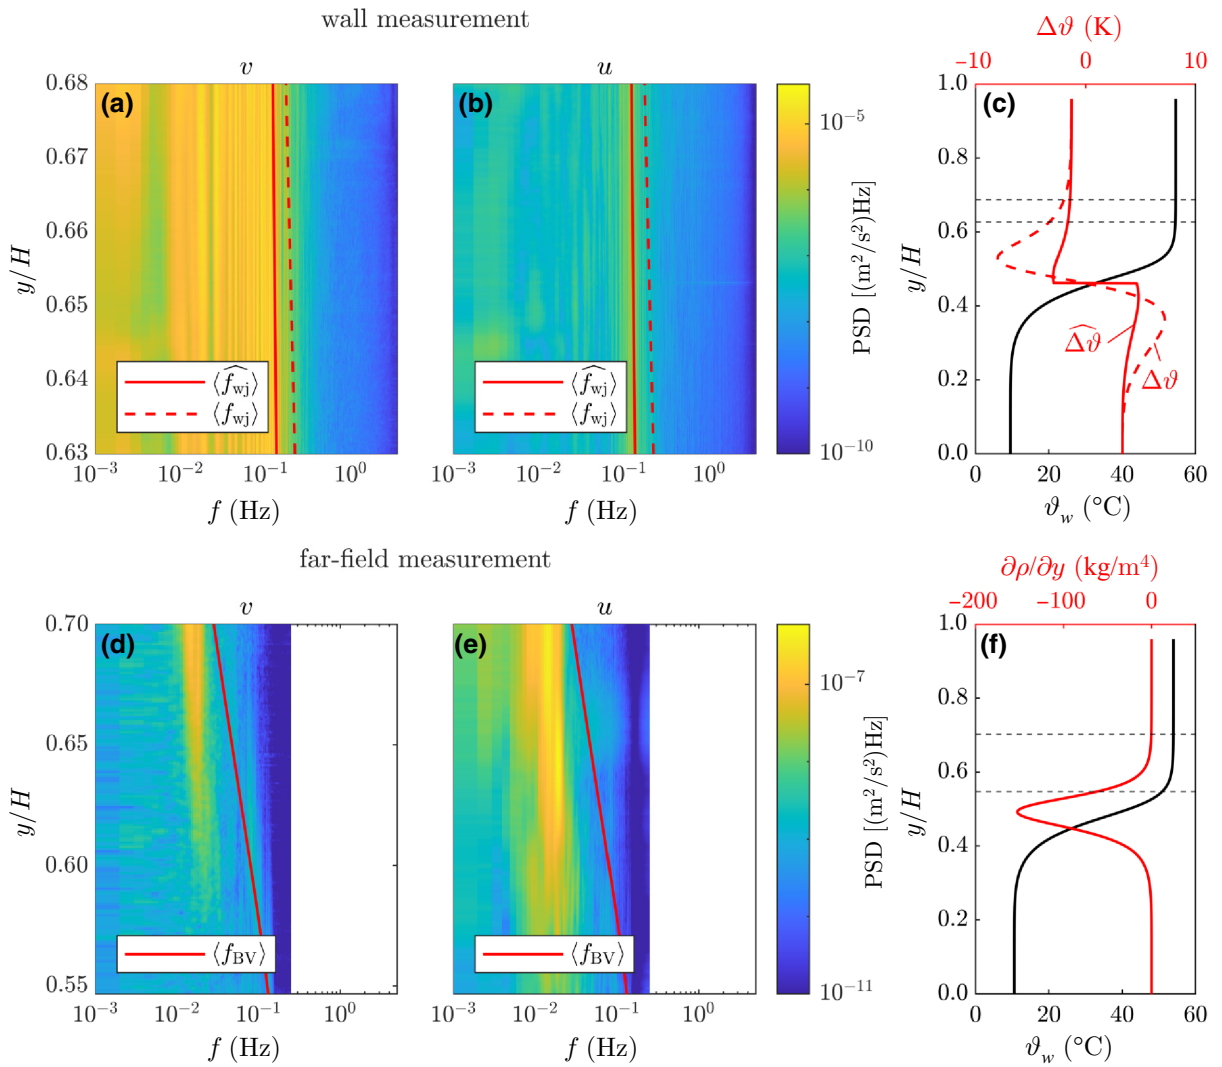 wall measurement
v
u
Δϑ (K)
−10 0 10
(a)
(b)
(c)
0.68
0.67
0.66
0.65
0.64
0.63
y/H
⟨f̂wj⟩
⟨fwj⟩
⟨f̂wj⟩
⟨fwj⟩
10⁻³ 10⁻² 10⁻¹ 10⁰
f (Hz)
10⁻³ 10⁻² 10⁻¹ 10⁰
f (Hz)
10⁻⁵
10⁻¹⁰
PSD [(m²/s²)Hz]
1.0
0.8
0.6
0.4
0.2
0.0
y/H
Δ̂ϑ
Δϑ
0 20 40 60
ϑw (°C)
far-field measurement
v
u
∂ρ/∂y (kg/m⁴)
−200 −100 0
(d)
(e)
(f)
0.70
0.65
0.60
0.55
y/H
⟨fBV⟩
⟨fBV⟩
10⁻³ 10⁻² 10⁻¹ 10⁰
f (Hz)
10⁻³ 10⁻² 10⁻¹ 10⁰
f (Hz)
10⁻⁷
10⁻¹¹
PSD [(m²/s²)Hz]
1.0
0.8
0.6
0.4
0.2
0.0
y/H
0 20 40 60
ϑw (°C)